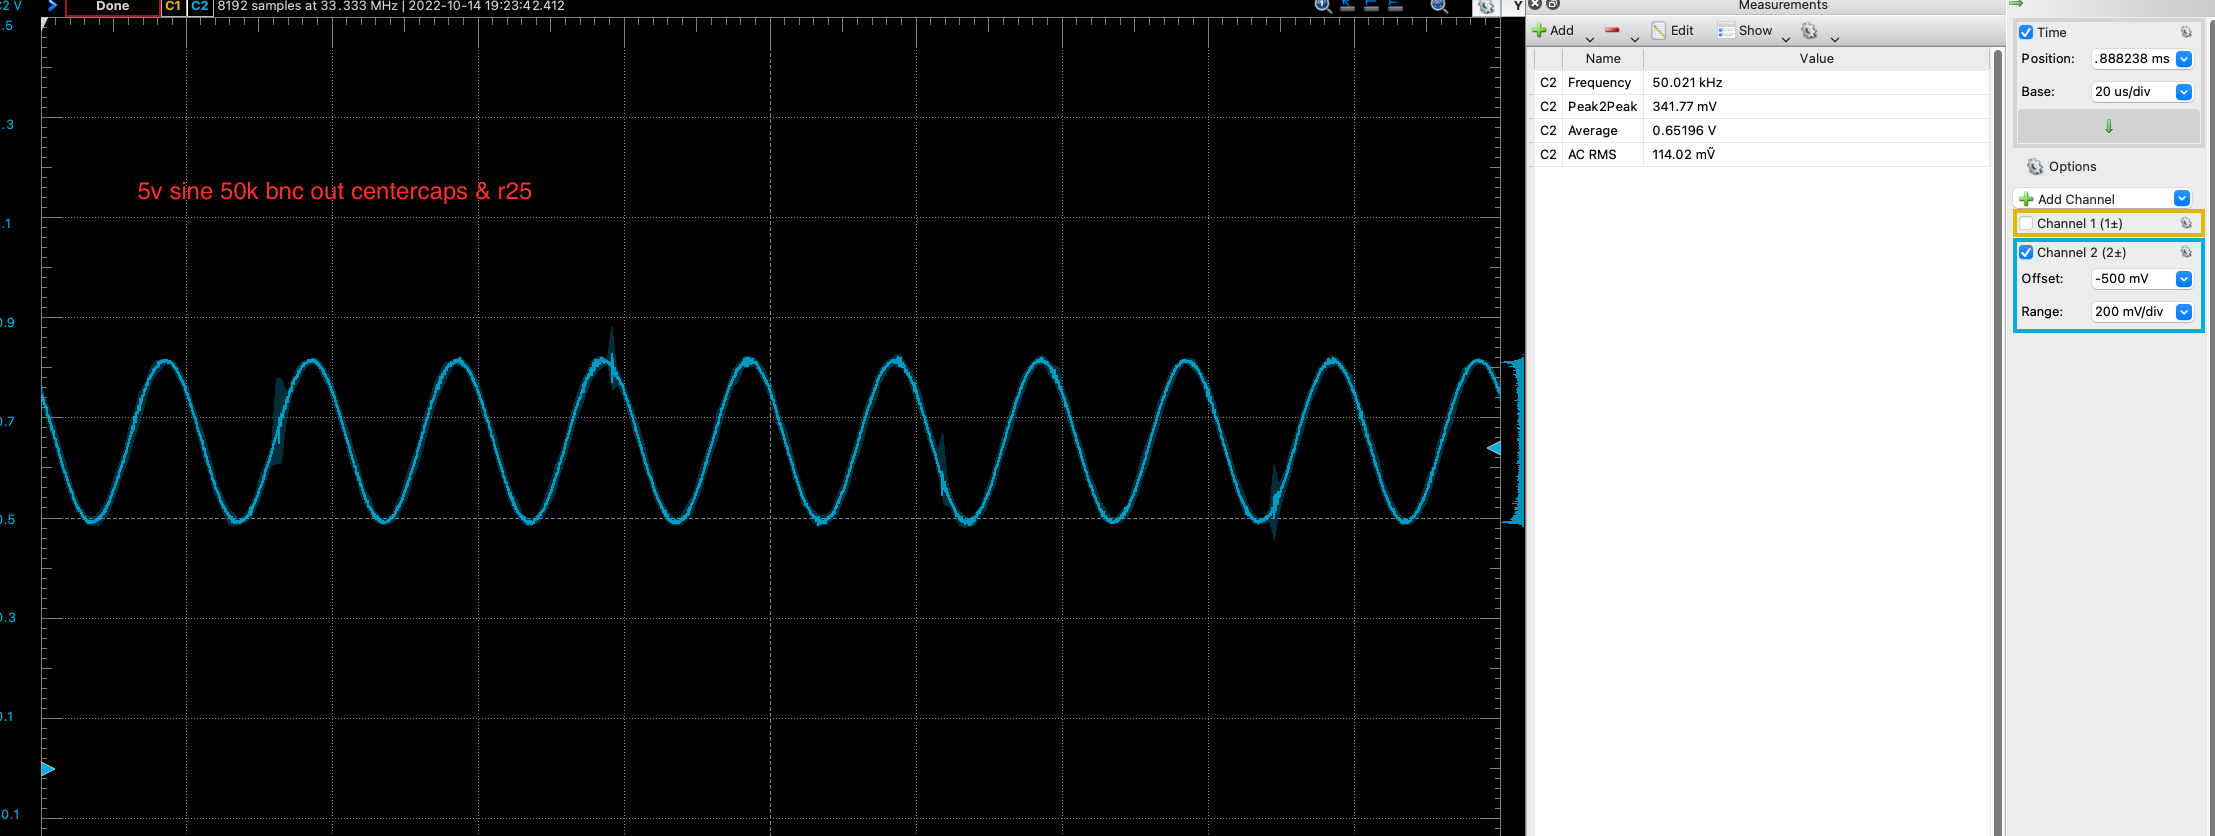 C2 V
Done C1 C2 8192 samples at 33.333 MHz | 2022-10-14 19:23:42.412
Y
.5
.3
.1
0.9
0.7
0.5
0.3
0.1
0.1
5v sine 50k bnc out centercaps & r25
Measurements
Add Edit Show
Name Value
C2 Frequency 50.021 kHz
C2 Peak2Peak 341.77 mV
C2 Average 0.65196 V
C2 AC RMS 114.02 mṼ
Time
Position: .888238 ms
Base: 20 us/div
Options
Add Channel
Channel 1 (1±)
Channel 2 (2±)
Offset: -500 mV
Range: 200 mV/div